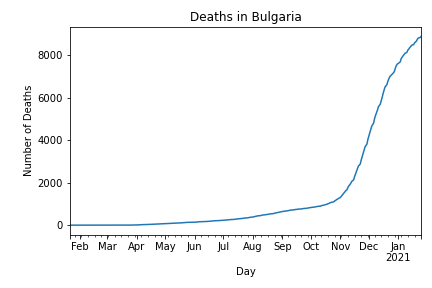 Deaths in Bulgaria
Number of Deaths
8000
6000
4000
2000
0
Feb Mar Apr May Jun Jul Aug Sep Oct Nov Dec Jan
2021
Day